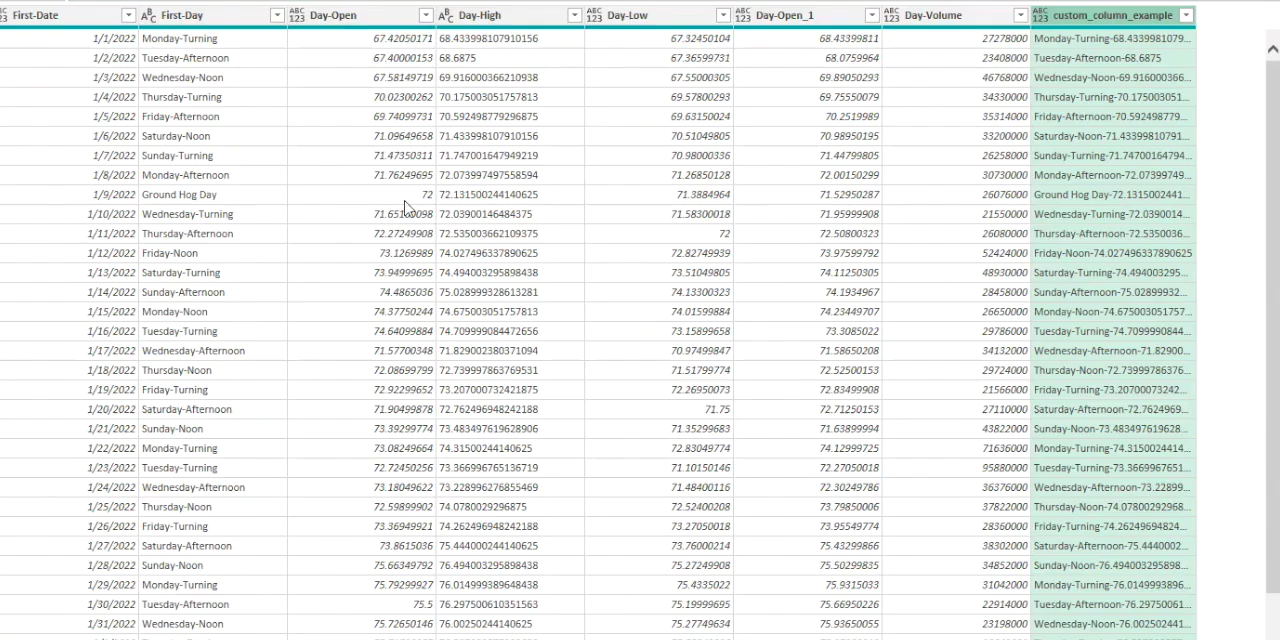 ABC 123 First-Date ABC First-Day ABC 123 Day-Open ABC Day-High ABC 123 Day-Low ABC 123 Day-Open_1 ABC 123 Day-Volume ABC 123 custom_column_example
1/1/2022 Monday-Turning 67.42050171 68.433998107910156 67.32450104 68.43399811 27278000 Monday-Turning-68.4339981079...
1/2/2022 Tuesday-Afternoon 67.40000153 68.6875 67.36599731 68.0759964 23408000 Tuesday-Afternoon-68.6875
1/3/2022 Wednesday-Noon 67.58149719 69.916000366210938 67.55000305 69.89050293 46768000 Wednesday-Noon-69.916000366...
1/4/2022 Thursday-Turning 70.02300262 70.175003051757813 69.57800293 69.75550079 34330000 Thursday-Turning-70.175003051...
1/5/2022 Friday-Afternoon 69.74099731 70.592498779296875 69.63150024 70.2519989 35314000 Friday-Afternoon-70.592498779...
1/6/2022 Saturday-Noon 71.09649658 71.433998107910156 70.51049805 70.98950195 33200000 Saturday-Noon-71.43399810791...
1/7/2022 Sunday-Turning 71.47350311 71.747001647949219 70.98000336 71.44799805 26258000 Sunday-Turning-71.74700164794...
1/8/2022 Monday-Afternoon 71.76249695 72.073997497558594 71.26850128 72.00150299 30730000 Monday-Afternoon-72.07399749...
1/9/2022 Ground Hog Day 72 72.131500244140625 71.3884964 71.52950287 26076000 Ground Hog Day-72.1315002441...
1/10/2022 Wednesday-Turning 72.03900146484375 71.58300018 71.95999908 21550000 Wednesday-Turning-72.0390014...
1/11/2022 Thursday-Afternoon 72.27249908 72.535003662109375 72 72.50800323 26080000 Thursday-Afternoon-72.5350036...
1/12/2022 Friday-Noon 73.1269989 74.027496337890625 72.82749939 73.97599792 52424000 Friday-Noon-74.027496337890625
1/13/2022 Saturday-Turning 73.94999695 74.494003295898438 73.51049805 74.11250305 48930000 Saturday-Turning-74.494003295...
1/14/2022 Sunday-Afternoon 74.4865036 75.028999328613281 74.13300323 74.1934967 28458000 Sunday-Afternoon-75.02899932...
1/15/2022 Monday-Noon 74.37750244 74.675003051757813 74.01599884 74.23449707 26650000 Monday-Noon-74.675003051757...
1/16/2022 Tuesday-Turning 74.64099884 74.709999084472656 73.15899658 73.3085022 29786000 Tuesday-Turning-74.7099990844...
1/17/2022 Wednesday-Afternoon 71.57700348 71.829002380371094 70.97499847 71.58650208 34132000 Wednesday-Afternoon-71.82900...
1/18/2022 Thursday-Noon 72.08699799 72.739997863769531 71.51799774 72.52500153 29724000 Thursday-Noon-72.7399978 6376...
1/19/2022 Friday-Turning 72.92299652 73.207000732421875 72.26950073 72.83499908 21566000 Friday-Turning-73.20700073242...
1/20/2022 Saturday-Afternoon 71.90499878 72.762496948242188 71.75 72.71250153 27110000 Saturday-Afternoon-72.7624969...
1/21/2022 Sunday-Noon 73.39299774 73.483497619628906 71.35299683 71.63899994 43822000 Sunday-Noon-73.483497619628...
1/22/2022 Monday-Turning 73.08249664 74.31500244140625 72.83049774 74.12999725 71636000 Monday-Turning-74.3150024414...
1/23/2022 Tuesday-Turning 72.72450256 73.366996765136719 71.10150146 72.27050018 95880000 Tuesday-Turning-73.3669967651...
1/24/2022 Wednesday-Afternoon 73.18049622 73.228996276855469 71.48400116 72.30249786 36376000 Wednesday-Afternoon-73.22899...
1/25/2022 Thursday-Noon 72.59899902 74.0780029296875 72.52400208 73.79850006 37822000 Thursday-Noon-74.07800292968...
1/26/2022 Friday-Turning 73.36949921 74.262496948242188 73.27050018 73.95549774 28360000 Friday-Turning-74.26249694824...
1/27/2022 Saturday-Afternoon 73.8615036 75.444000244140625 73.76000214 75.43299866 38302000 Saturday-Afternoon-75.4440002...
1/28/2022 Sunday-Noon 75.66349792 76.494003295898438 75.27249908 75.50299835 34852000 Sunday-Noon-76.494003295898...
1/29/2022 Monday-Turning 75.79299927 76.014999389648438 75.4335022 75.9315033 31042000 Monday-Turning-76.0149993896...
1/30/2022 Tuesday-Afternoon 75.5 76.297500610351563 75.19999695 75.66950226 22914000 Tuesday-Afternoon-76.29750061...
1/31/2022 Wednesday-Noon 75.72650146 76.00250244140625 75.27749634 75.93650055 23198000 Wednesday-Noon-76.002502441...